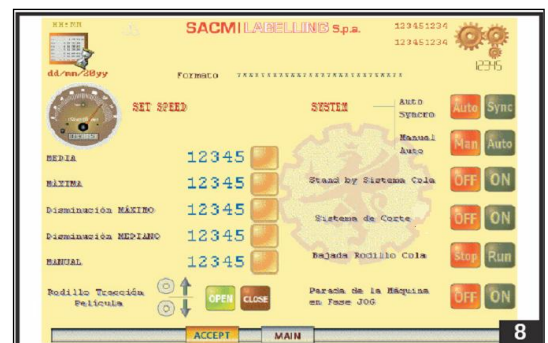 HH:MM
SACMI LABELLING S.p.a.
123451234
123451234
12345
dd/mm/20yy
Formato
SET SPEED
SYSTEM
Auto
Syncro
Auto Sync
Manual
Auto
Man Auto
MEDIA 12345
MÁXIMA 12345
Stand by Sistema Cola OFF ON
Disminución MÁXIMO 12345
Sistema de Corte OFF ON
Disminución MEDIANO 12345
MANUAL 12345
Bajada Rodillo Cola Stop Run
Rodillo Tracción
Película
OPEN CLOSE
Parada de la Máquina
en Fase JOG
OFF ON
ACCEPT MAIN
8